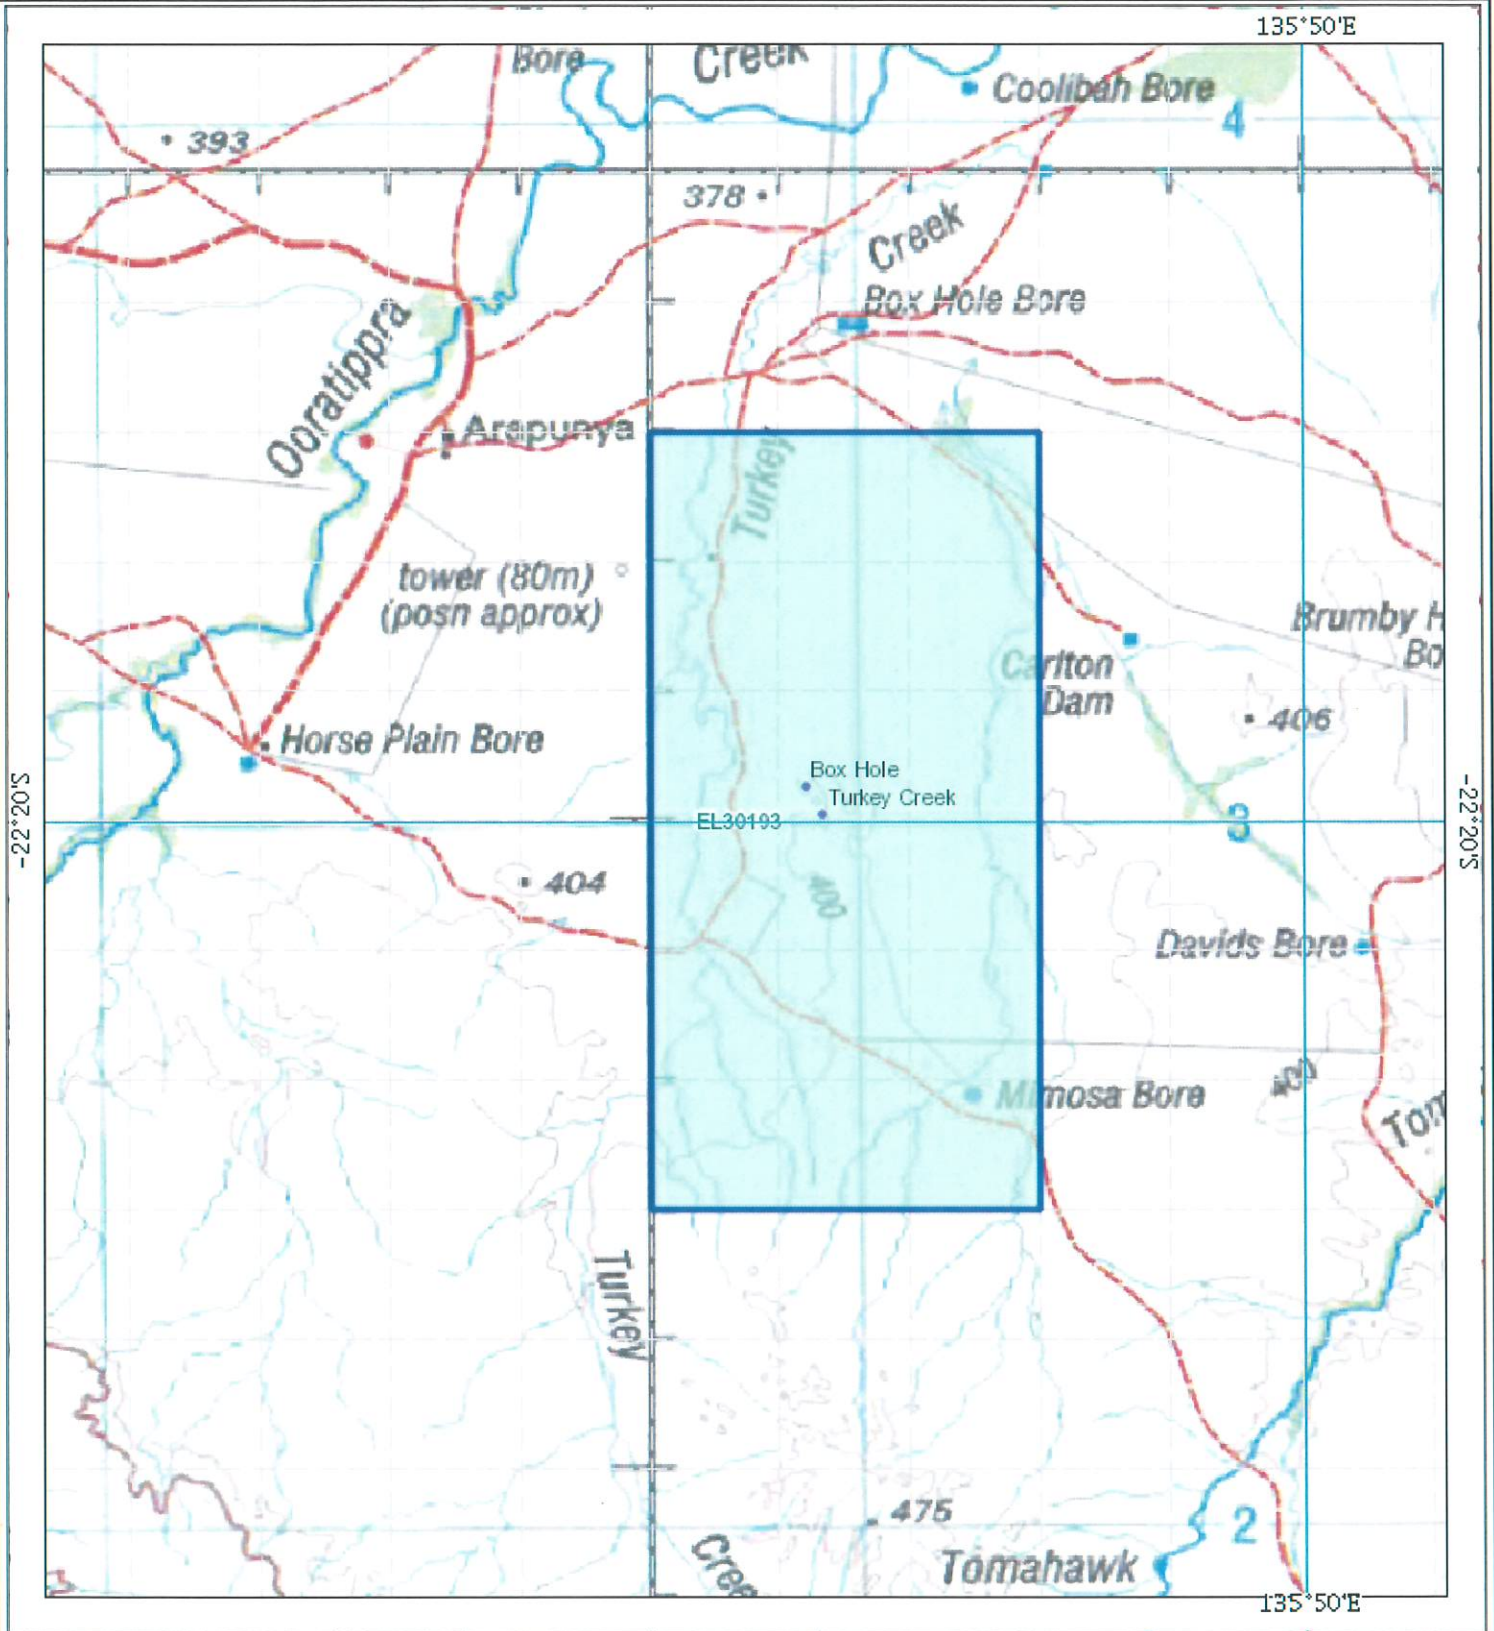 135°50'E
Bore
Creek
Coolibah Bore
4
393
378
Creek
Box Hole Bore
Ooratippra
Arapunya
Turkey
tower (80m)
(posn approx)
Brumby H
Bo
Carlton
Dam
406
Horse Plain Bore
Box Hole
Turkey Creek
-22°20'S
EL30193
3
-22°20'S
404
400
Davids Bore
Mimosa Bore
Tom
Turkey
475
2
Cree
Tomahawk
135°50'E